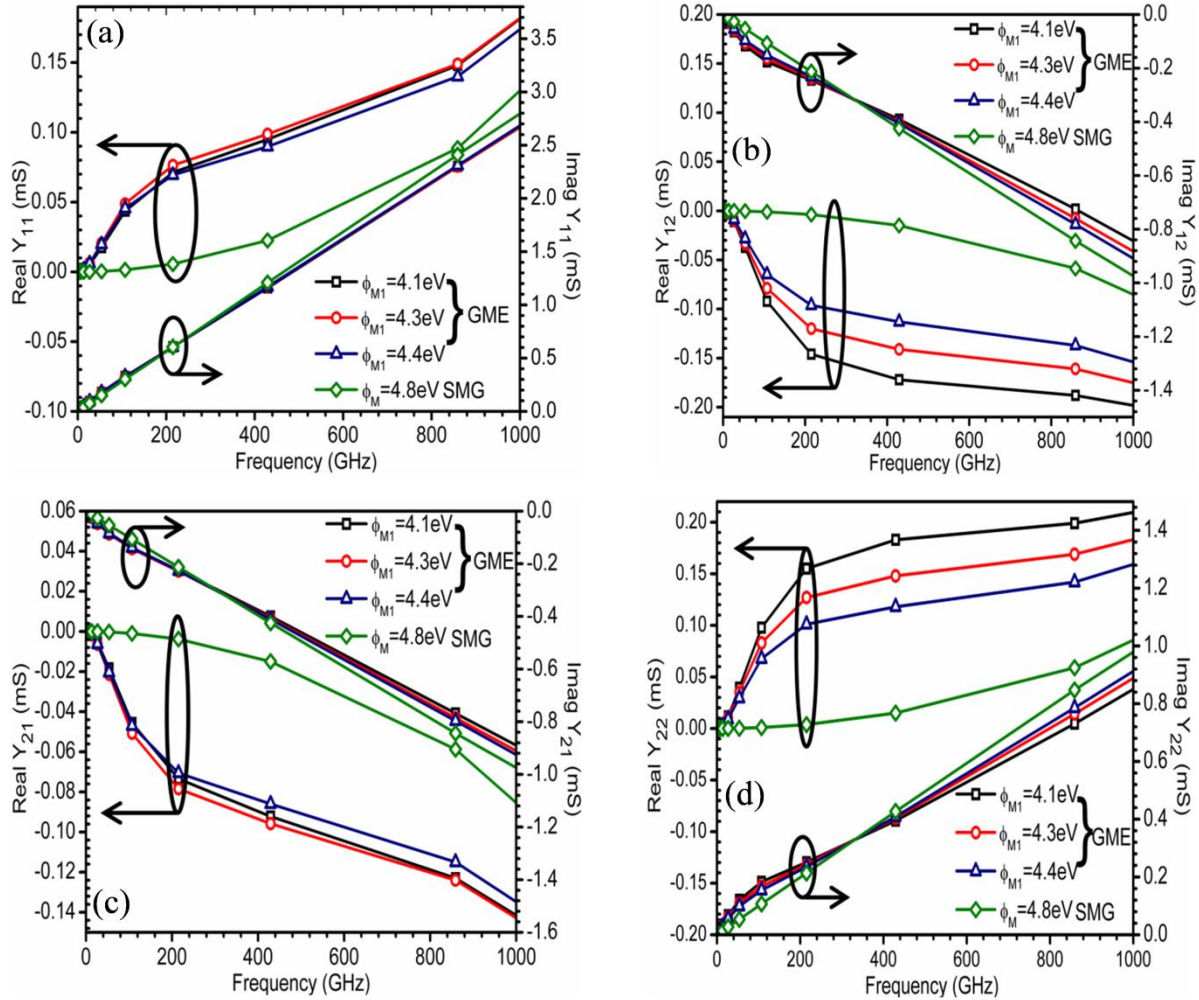 (a)
0.15
0.10
0.05
0.00
-0.05
-0.10
Real Y11 (mS)
3.5
3.0
2.5
2.0
1.5
1.0
0.5
0.0
Imag Y11 (mS)
ϕM1=4.1eV
ϕM1=4.3eV
GME
ϕM1=4.4eV
ϕM=4.8eV SMG
0 200 400 600 800 1000
Frequency (GHz)
(b)
0.20
0.15
0.10
0.05
0.00
-0.05
-0.10
-0.15
-0.20
Real Y12 (mS)
0.0
-0.2
-0.4
-0.6
-0.8
-1.0
-1.2
-1.4
Imag Y12 (mS)
ϕM1=4.1eV
ϕM1=4.3eV
GME
ϕM1=4.4eV
ϕM=4.8eV SMG
0 200 400 600 800 1000
Frequency (GHz)
(c)
0.06
0.04
0.02
0.00
-0.02
-0.04
-0.06
-0.08
-0.10
-0.12
-0.14
Real Y21 (mS)
0.0
-0.2
-0.4
-0.6
-0.8
-1.0
-1.2
-1.4
-1.6
Imag Y21 (mS)
ϕM1=4.1eV
ϕM1=4.3eV
GME
ϕM1=4.4eV
ϕM=4.8eV SMG
0 200 400 600 800 1000
Frequency (GHz)
(d)
0.20
0.15
0.10
0.05
0.00
-0.05
-0.10
-0.15
-0.20
Real Y22 (mS)
1.4
1.2
1.0
0.8
0.6
0.4
0.2
0.0
Imag Y22 (mS)
ϕM1=4.1eV
ϕM1=4.3eV
GME
ϕM1=4.4eV
ϕM=4.8eV SMG
0 200 400 600 800 1000
Frequency (GHz)